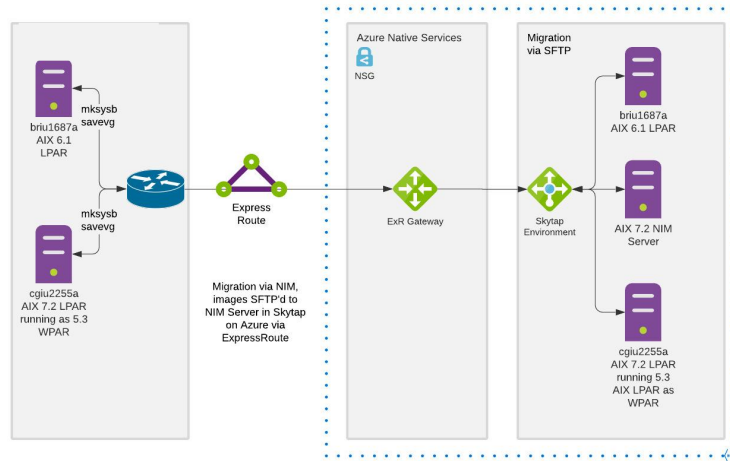 briu1687a
AIX 6.1
LPAR
mksysb
savevg
mksysb
savevg
cgiu2255a
AIX 7.2 LPAR
running as 5.3
WPAR
Express
Route
Migration via NIM,
images SFTP'd to
NIM Server in Skytap
on Azure via
ExpressRoute
Azure Native Services
NSG
ExR Gateway
Migration
via SFTP
Skytap
Environment
briu1687a
AIX 6.1 LPAR
AIX 7.2 NIM
Server
cgiu2255a
AIX 7.2 LPAR
running 5.3
AIX LPAR as
WPAR